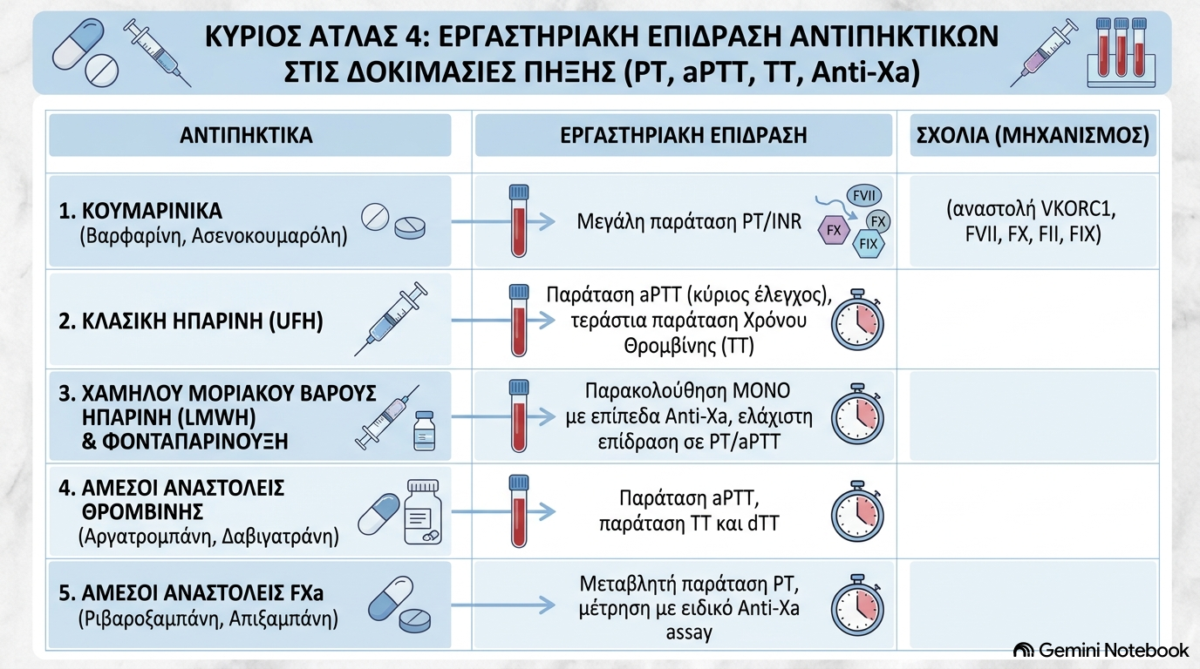 ΚΥΡΙΟΣ ΑΤΛΑΣ 4: ΕΡΓΑΣΤΗΡΙΑΚΗ ΕΠΙΔΡΑΣΗ ΑΝΤΙΠΗΚΤΙΚΩΝ
ΣΤΙΣ ΔΟΚΙΜΑΣΙΕΣ ΠΗΞΗΣ (PT, aPTT, TT, Anti-Xa)
ΑΝΤΙΠΗΚΤΙΚΑ
ΕΡΓΑΣΤΗΡΙΑΚΗ ΕΠΙΔΡΑΣΗ
ΣΧΟΛΙΑ (ΜΗΧΑΝΙΣΜΟΣ)
1. ΚΟΥΜΑΡΙΝΙΚΑ
(Βαρφαρίνη, Ασενοκουμαρόλη)
Μεγάλη παράταση PT/INR
FVII
FX
FX
FIX
(αναστολή VKORC1,
FVII, FX, FII, FIX)
2. ΚΛΑΣΙΚΗ ΗΠΑΡΙΝΗ (UFH)
Παράταση aPTT (κύριος έλεγχος),
τεράστια παράταση Χρόνου
Θρομβίνης (TT)
3. ΧΑΜΗΛΟΥ ΜΟΡΙΑΚΟΥ ΒΑΡΟΥΣ
ΗΠΑΡΙΝΗ (LMWH)
& ΦΟΝΤΑΠΑΡΙΝΟΥΞΗ
Παρακολούθηση ΜΟΝΟ
με επίπεδα Anti-Xa, ελάχιστη
επίδραση σε PT/aPTT
4. ΑΜΕΣΟΙ ΑΝΑΣΤΟΛΕΙΣ
ΘΡΟΜΒΙΝΗΣ
(Αργατρομπάνη, Δαβιγατράνη)
Παράταση aPTT,
παράταση TT και dTT
5. ΑΜΕΣΟΙ ΑΝΑΣΤΟΛΕΙΣ FXa
(Ριβαροξαμπάνη, Απιξαμπάνη)
Μεταβλητή παράταση PT,
μέτρηση με ειδικό Anti-Xa
assay
Gemini Notebook